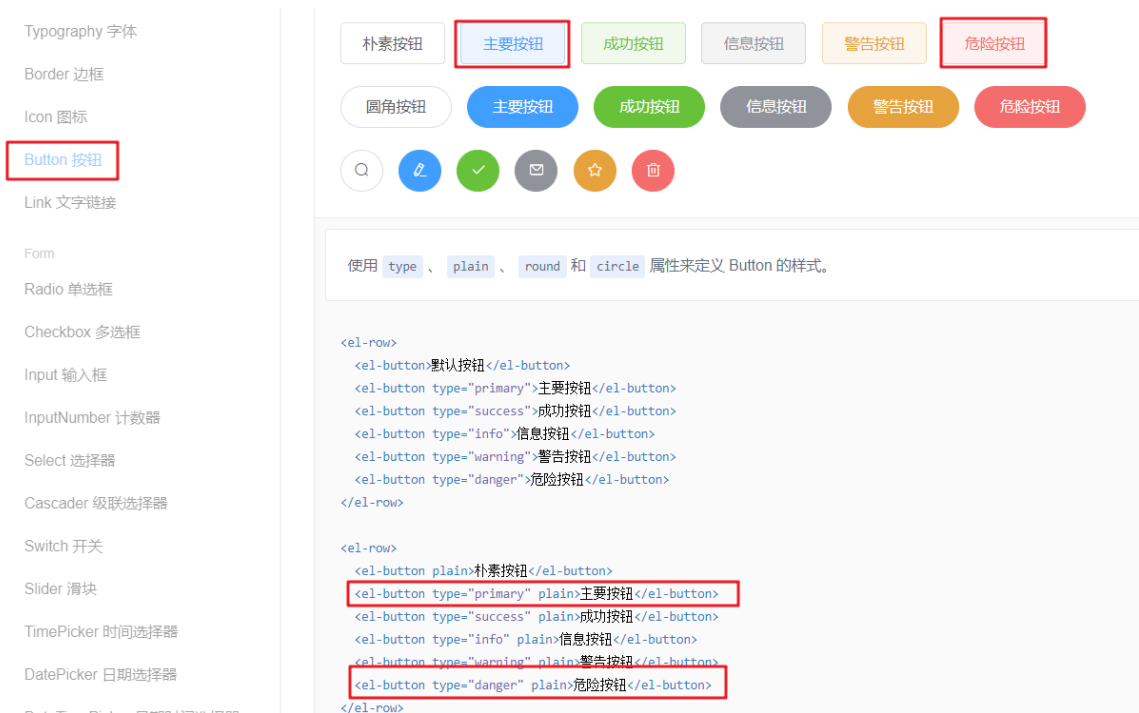 Typography 字体
Border 边框
Icon 图标
Button 按钮
Link 文字链接
Form
Radio 单选框
Checkbox 多选框
Input 输入框
InputNumber 计数器
Select 选择器
Cascader 级联选择器
Switch 开关
Slider 滑块
TimePicker 时间选择器
DatePicker 日期选择器
朴素按钮 主要按钮 成功按钮 信息按钮 警告按钮 危险按钮
圆角按钮 主要按钮 成功按钮 信息按钮 警告按钮 危险按钮
使用 type 、 plain 、 round 和 circle 属性来定义 Button 的样式。
<el-row>
<el-button>默认按钮</el-button>
<el-button type="primary">主要按钮</el-button>
<el-button type="success">成功按钮</el-button>
<el-button type="info">信息按钮</el-button>
<el-button type="warning">警告按钮</el-button>
<el-button type="danger">危险按钮</el-button>
</el-row>
<el-row>
<el-button plain>朴素按钮</el-button>
<el-button type="primary" plain>主要按钮</el-button>
<el-button type="success" plain>成功按钮</el-button>
<el-button type="info" plain>信息按钮</el-button>
<el-button type="warning" plain>警告按钮</el-button>
<el-button type="danger" plain>危险按钮</el-button>
</el-row>